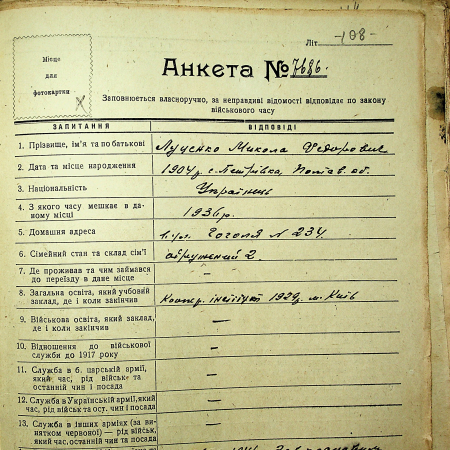 Літ. -108-
Місце
для
фотокартки
Анкета № 7686.
Заповнюється власноручно, за неправдиві відомості відповідає по закону
військового часу
ЗАПИТАННЯ ВІДПОВІДІ
1. Прізвище, ім'я та по батькові Луценко Микола Федорович
2. Дата та місце народження 1904 р. с. Петрівка Полтав. об.
3. Національність Українець
4. З якого часу мешкає в даному місці 1936 р.
5. Домашня адреса вул. Гоголя № 234
6. Сімейний стан та склад сім'ї одружений 2.
7. Де проживав та чим займався
до переїзду в дане місце —
8. Загальна освіта, який учбовий
заклад, де і коли закінчив інститут 1929 м. Київ
9. Військова освіта, який заклад,
де і коли закінчив —
10. Відношення до військової
служби до 1917 року —
11. Служба в б. царській армії,
який час, рід військ та
останній чин і посада —
12. Служба в Українській армії, який
час, рід військ та ост. чин і посада —
13. Служба в інших арміях (за ви-
нятком червоної) — рід військ,
який час, останній чин та посада —